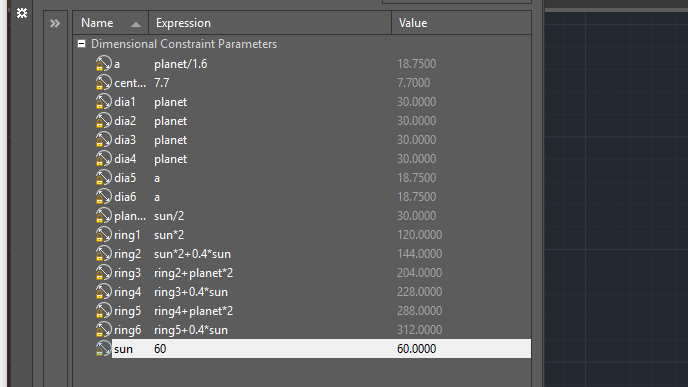 Name Expression Value
Dimensional Constraint Parameters
a planet/1.6 18.7500
cent... 7.7 7.7000
dia1 planet 30.0000
dia2 planet 30.0000
dia3 planet 30.0000
dia4 planet 30.0000
dia5 a 18.7500
dia6 a 18.7500
plan... sun/2 30.0000
ring1 sun*2 120.0000
ring2 sun*2+0.4*sun 144.0000
ring3 ring2+planet*2 204.0000
ring4 ring3+0.4*sun 228.0000
ring5 ring4+planet*2 288.0000
ring6 ring5+0.4*sun 312.0000
sun 60 60.0000